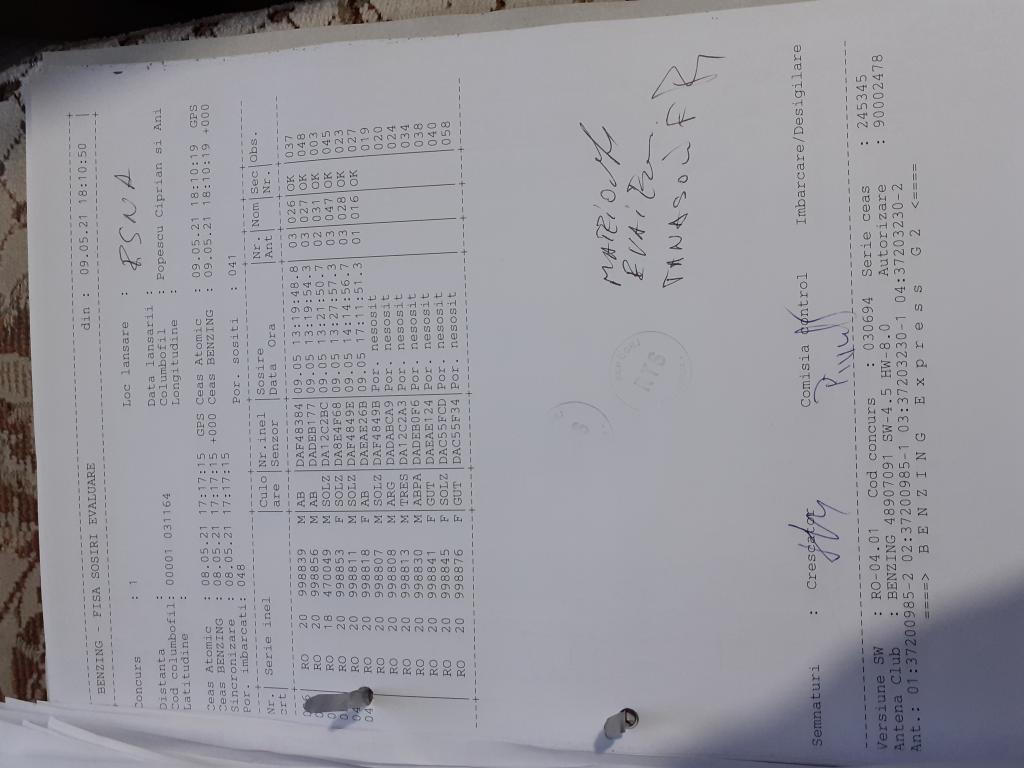 din : 09.05.21 18:10:50
BENZING FISA SOSIRI EVALUARE
Concurs : 1 Loc lansare :
Data lansarii :
Distanta : Columbofil : Popescu Ciprian si Ani
Cod columbofil: 00001 031164 Longitudine :
Latitudine :
Ceas Atomic : 08.05.21 17:17:15 GPS Ceas Atomic : 09.05.21 18:10:19 GPS
Ceas BENZING : 08.05.21 17:17:15 +000 Ceas BENZING : 09.05.21 18:10:19 +000
Sincronizare : 08.05.21 17:17:15
Por. imbarcati: 048 Por. sositi : 041
Nr Serie inel Culo Nr.inel Sosire Nr. Nom Sec Obs.
crt are Senzor Data Ora Ant Nr.
RO 20 998839 M AB DAF48384 09.05 13:19:48.8 03 026 OK 037
RO 20 998856 M AB DADEB177 09.05 13:19:54.3 03 027 OK 048
RO 18 470049 M SOLZ DA12C2BC 09.05 13:21:50.7 02 031 OK 003
RO 20 998853 F SOLZ DA8E4F68 09.05 13:27:57.3 03 047 OK 045
RO 20 998811 M SOLZ DAF4849E 09.05 14:14:56.7 03 028 OK 023
RO 20 998818 F AB DAEAE26B 09.05 17:11:51.3 01 016 OK 027
RO 20 998807 M SOLZ DAF4849B Por. nesosit 019
RO 20 998808 M ARG DADABCA9 Por. nesosit 020
RO 20 998813 M TRES DA12C2A3 Por. nesosit 024
RO 20 998830 M ABPA DADEB0F6 Por. nesosit 034
RO 20 998841 F GUT DAEAE124 Por. nesosit 038
RO 20 998845 F SOLZ DAC55FCD Por. nesosit 040
RO 20 998876 F GUT DAC55F34 Por. nesosit 058
Semnaturi : Crescator Comisia control Imbarcare/Desigilare
Versiune SW : RO-04.01 Cod concurs : 030694 Serie ceas : 245345
Antena Club : BENZING 48907091 SW-4.5 HW-8.0 Autorizare : 90002478
Ant.: 01:37200985-2 02:37200985-1 03:37203230-1 04:37203230-2
====> B E N Z I N G E x p r e s s G 2 <====